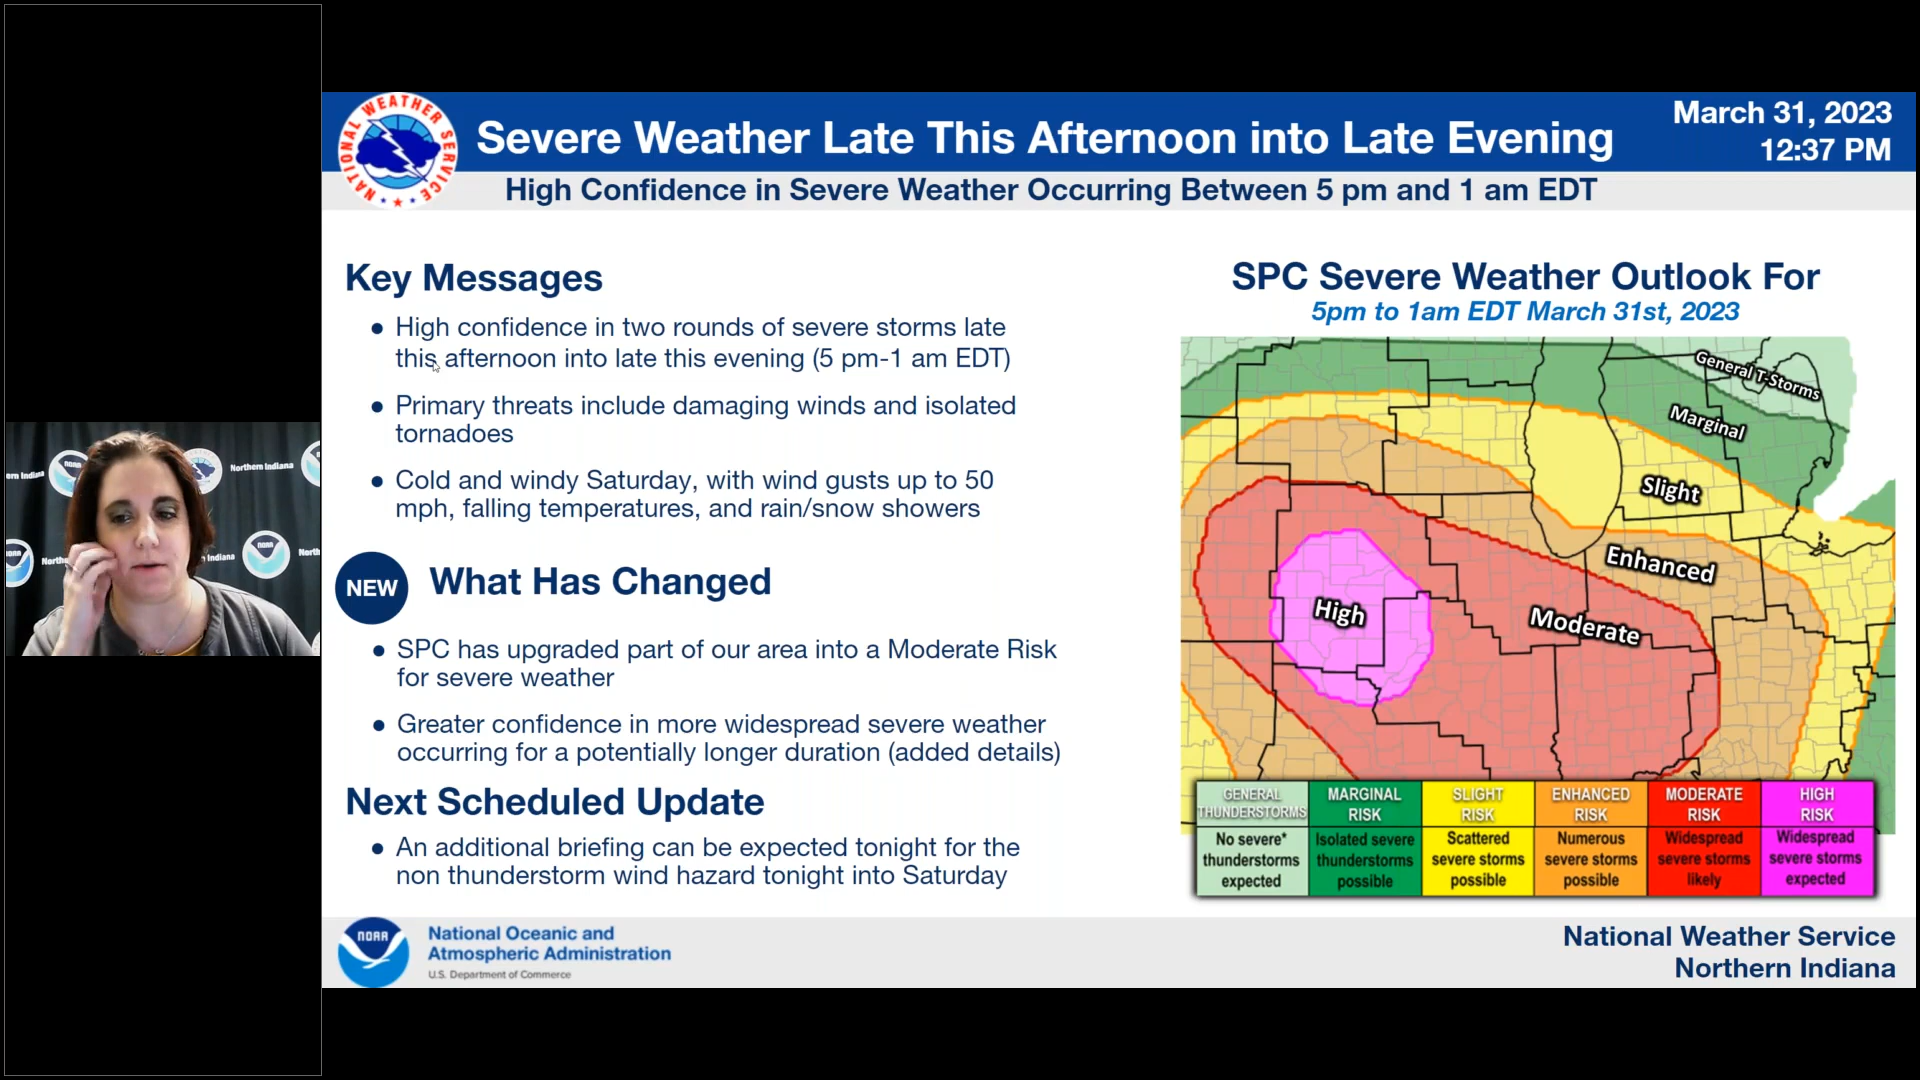 NATIONAL WEATHER SERVICE
Severe Weather Late This Afternoon into Late Evening
March 31, 2023
12:37 PM
High Confidence in Severe Weather Occurring Between 5 pm and 1 am EDT
Key Messages
● High confidence in two rounds of severe storms late
this afternoon into late this evening (5 pm-1 am EDT)
● Primary threats include damaging winds and isolated
tornadoes
● Cold and windy Saturday, with wind gusts up to 50
mph, falling temperatures, and rain/snow showers
NEW
What Has Changed
● SPC has upgraded part of our area into a Moderate Risk
for severe weather
● Greater confidence in more widespread severe weather
occurring for a potentially longer duration (added details)
Next Scheduled Update
● An additional briefing can be expected tonight for the
non thunderstorm wind hazard tonight into Saturday
SPC Severe Weather Outlook For
5pm to 1am EDT March 31st, 2023
General T-Storms
Marginal
Slight
Enhanced
Moderate
High
GENERAL
THUNDERSTORMS
No severe*
thunderstorms
expected
MARGINAL
RISK
Isolated severe
thunderstorms
possible
SLIGHT
RISK
Scattered
severe storms
possible
ENHANCED
RISK
Numerous
severe storms
possible
MODERATE
RISK
Widespread
severe storms
likely
HIGH
RISK
Widespread
severe storms
expected
NOAA
National Oceanic and
Atmospheric Administration
U.S. Department of Commerce
National Weather Service
Northern Indiana
ern Indiana
NOAA
Northern Indiana
NOAA
Northe
Indiana
NOAA
North